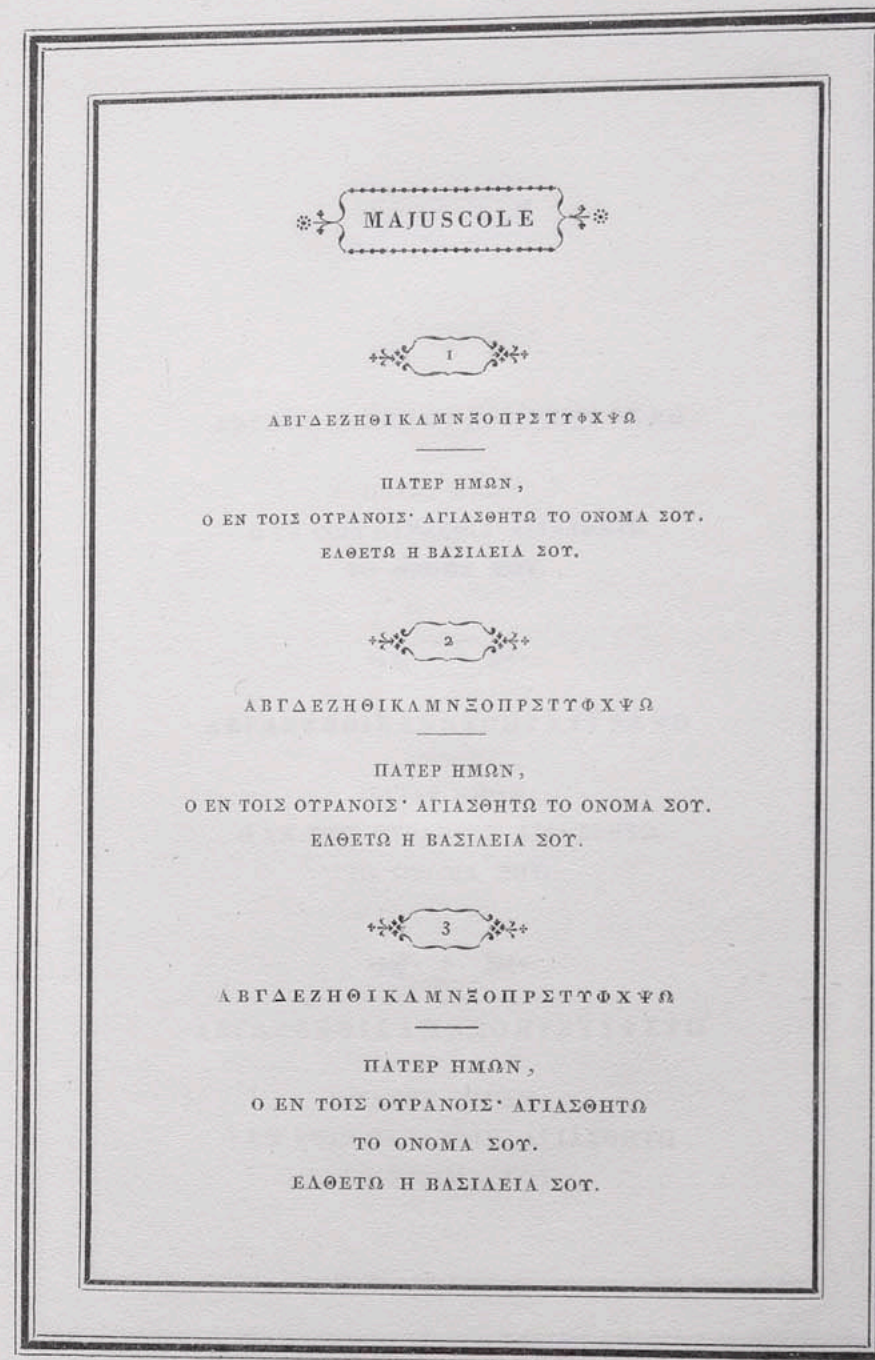 MAJUSCOLE
1
ΑΒΓΔΕΖΗΘΙΚΛΜΝΞΟΠΡΣΤΥΦΧΨΩ
ΠΑΤΕΡ ΗΜΩΝ,
Ο ΕΝ ΤΟΙΣ ΟΥΡΑΝΟΙΣ· ΑΓΙΑΣΘΗΤΩ ΤΟ ΟΝΟΜΑ ΣΟΥ.
ΕΛΘΕΤΩ Η ΒΑΣΙΛΕΙΑ ΣΟΥ.
2
ΑΒΓΔΕΖΗΘΙΚΛΜΝΞΟΠΡΣΤΥΦΧΨΩ
ΠΑΤΕΡ ΗΜΩΝ,
Ο ΕΝ ΤΟΙΣ ΟΥΡΑΝΟΙΣ· ΑΓΙΑΣΘΗΤΩ ΤΟ ΟΝΟΜΑ ΣΟΥ.
ΕΛΘΕΤΩ Η ΒΑΣΙΛΕΙΑ ΣΟΥ.
3
ΑΒΓΔΕΖΗΘΙΚΛΜΝΞΟΠΡΣΤΥΦΧΨΩ
ΠΑΤΕΡ ΗΜΩΝ,
Ο ΕΝ ΤΟΙΣ ΟΥΡΑΝΟΙΣ· ΑΓΙΑΣΘΗΤΩ
ΤΟ ΟΝΟΜΑ ΣΟΥ.
ΕΛΘΕΤΩ Η ΒΑΣΙΛΕΙΑ ΣΟΥ.